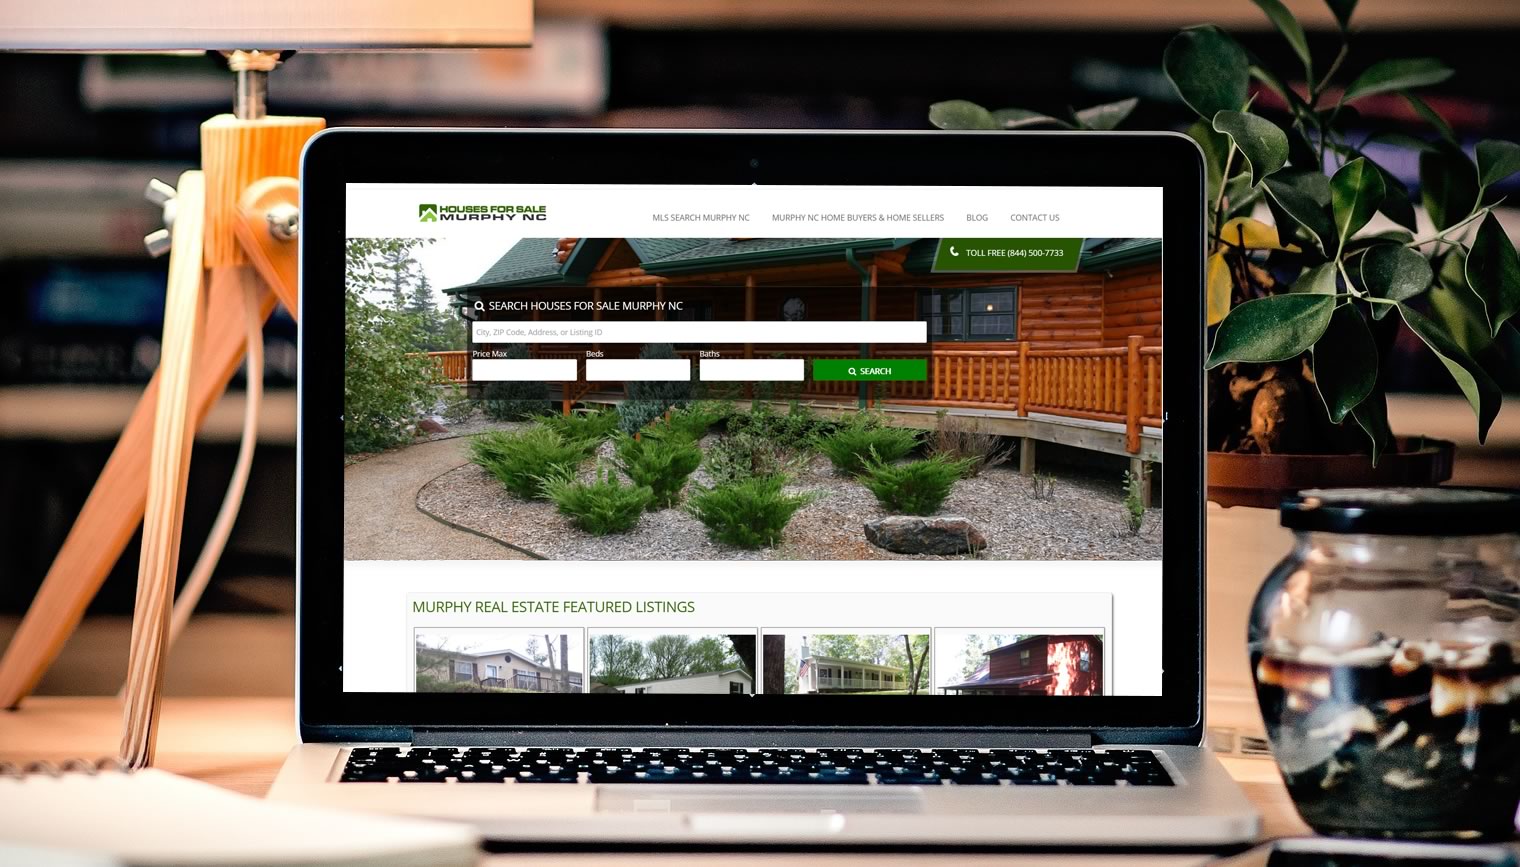 HOUSES FOR SALE
MURPHY NC
MLS SEARCH MURPHY NC
MURPHY NC HOME BUYERS & HOME SELLERS
BLOG
CONTACT US
TOLL FREE (844) 500-7733
SEARCH HOUSES FOR SALE MURPHY NC
City, ZIP Code, Address, or Listing ID
Price Max
Beds
Baths
SEARCH
MURPHY REAL ESTATE FEATURED LISTINGS